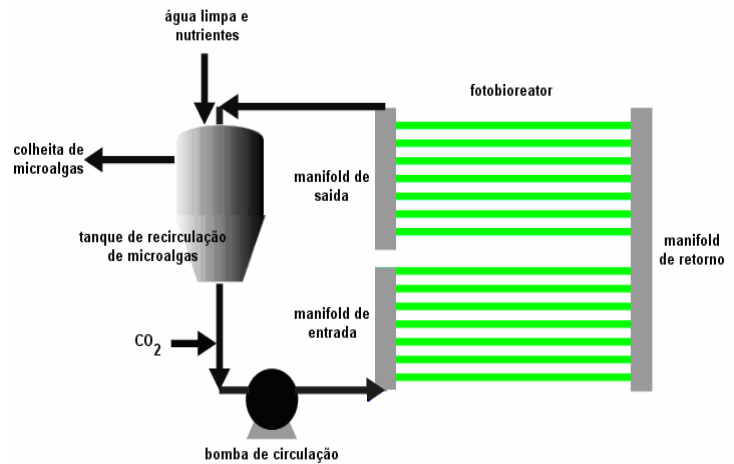 água limpa e
nutrientes
fotobioreator
colheita de
microalgas
manifold de
saida
tanque de recirculação
de microalgas
manifold
de retorno
manifold de
entrada
CO2
bomba de circulação